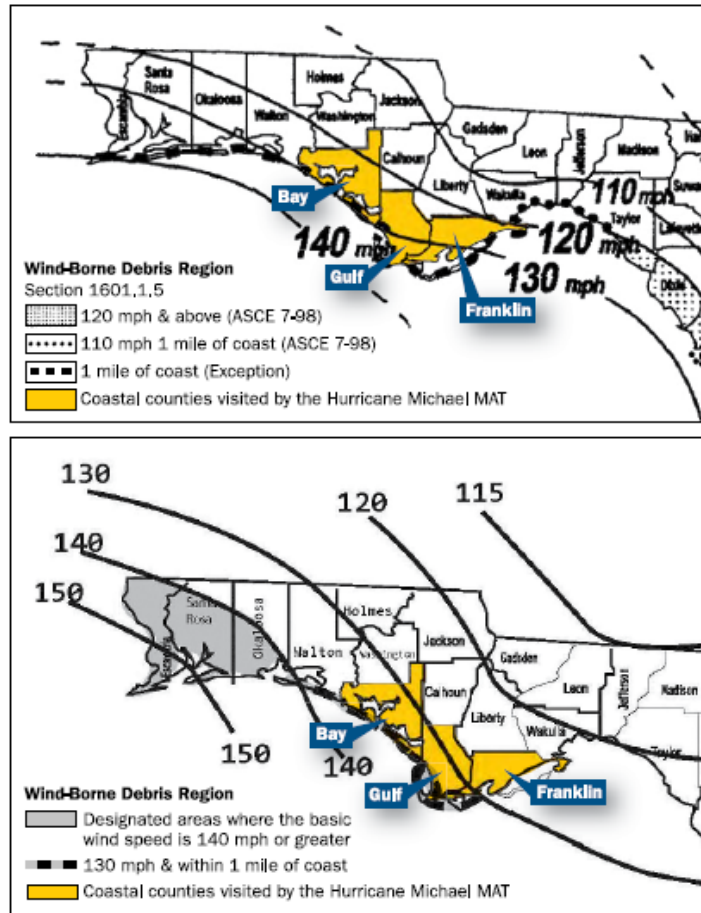 Santa
Rosa
Escambia
Okaloosa
Walton
Holmes
Washington
Jackson
Calhoun
Gadsden
Liberty
Leon
Wakulla
Jefferson
Madison
Taylor
Lafayette
Dixie
110 mph
120 mph
130 mph
140 mph
Bay
Gulf
Franklin
Wind-Borne Debris Region
Section 1601,1,5
120 mph & above (ASCE 7-98)
110 mph 1 mile of coast (ASCE 7-98)
1 mile of coast (Exception)
Coastal counties visited by the Hurricane Michael MAT
130
120
115
140
150
Santa
Rosa
Escambia
Okaloosa
Walton
Holmes
Washington
Jackson
Calhoun
Gadsden
Liberty
Leon
Wakulla
Jefferson
Madison
Taylor
Bay
150
140
Gulf
Franklin
Wind-Borne Debris Region
Designated areas where the basic
wind speed is 140 mph or greater
130 mph & within 1 mile of coast
Coastal counties visited by the Hurricane Michael MAT